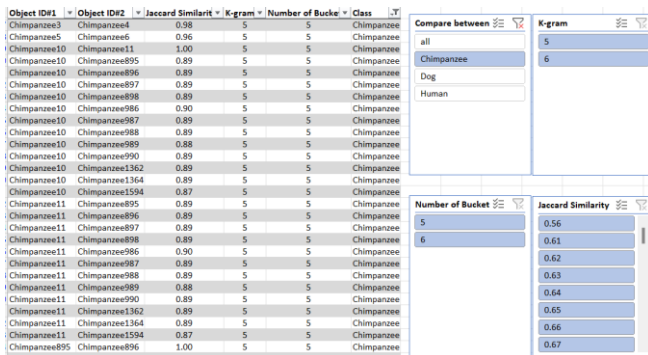 Object ID#1 Object ID#2 Jaccard Similarit K-gram Number of Bucke Class
Chimpanzee3 Chimpanzee4 0.98 5 5 Chimpanzee
Chimpanzee5 Chimpanzee6 0.96 5 5 Chimpanzee
Chimpanzee10 Chimpanzee11 1.00 5 5 Chimpanzee
Chimpanzee10 Chimpanzee895 0.89 5 5 Chimpanzee
Chimpanzee10 Chimpanzee896 0.89 5 5 Chimpanzee
Chimpanzee10 Chimpanzee897 0.89 5 5 Chimpanzee
Chimpanzee10 Chimpanzee898 0.89 5 5 Chimpanzee
Chimpanzee10 Chimpanzee986 0.90 5 5 Chimpanzee
Chimpanzee10 Chimpanzee987 0.89 5 5 Chimpanzee
Chimpanzee10 Chimpanzee988 0.89 5 5 Chimpanzee
Chimpanzee10 Chimpanzee989 0.88 5 5 Chimpanzee
Chimpanzee10 Chimpanzee990 0.89 5 5 Chimpanzee
Chimpanzee10 Chimpanzee1362 0.89 5 5 Chimpanzee
Chimpanzee10 Chimpanzee1364 0.89 5 5 Chimpanzee
Chimpanzee10 Chimpanzee1594 0.87 5 5 Chimpanzee
Chimpanzee11 Chimpanzee895 0.89 5 5 Chimpanzee
Chimpanzee11 Chimpanzee896 0.89 5 5 Chimpanzee
Chimpanzee11 Chimpanzee897 0.89 5 5 Chimpanzee
Chimpanzee11 Chimpanzee898 0.89 5 5 Chimpanzee
Chimpanzee11 Chimpanzee986 0.90 5 5 Chimpanzee
Chimpanzee11 Chimpanzee987 0.89 5 5 Chimpanzee
Chimpanzee11 Chimpanzee988 0.89 5 5 Chimpanzee
Chimpanzee11 Chimpanzee989 0.88 5 5 Chimpanzee
Chimpanzee11 Chimpanzee990 0.89 5 5 Chimpanzee
Chimpanzee11 Chimpanzee1362 0.89 5 5 Chimpanzee
Chimpanzee11 Chimpanzee1364 0.89 5 5 Chimpanzee
Chimpanzee11 Chimpanzee1594 0.87 5 5 Chimpanzee
Chimpanzee895 Chimpanzee896 1.00 5 5 Chimpanzee
Compare between
all
Chimpanzee
Dog
Human
K-gram
5
6
Number of Bucket
5
6
Jaccard Similarity
0.56
0.61
0.62
0.63
0.64
0.65
0.66
0.67